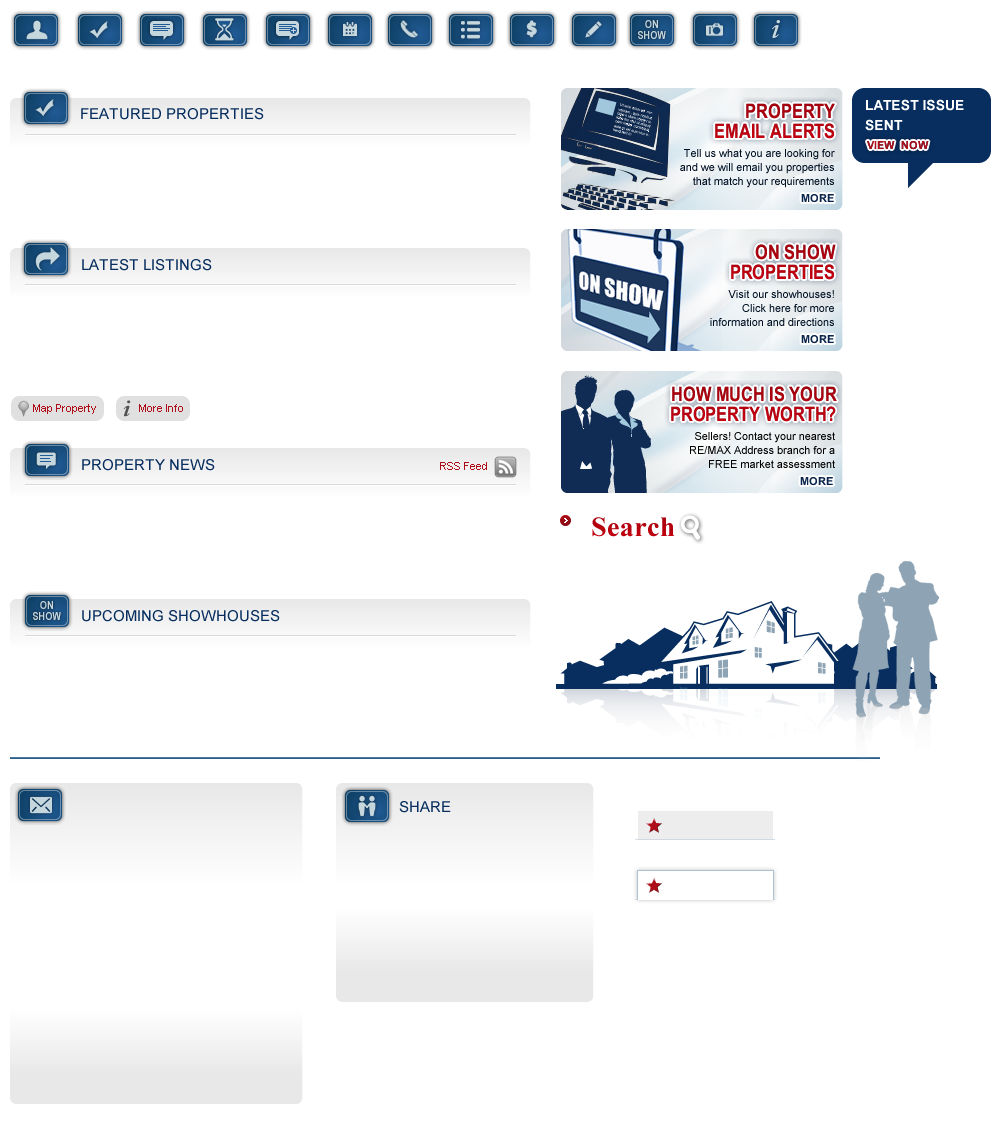 ON
SHOW
FEATURED PROPERTIES
PROPERTY
EMAIL ALERTS
Tell us what you are looking for
and we will email you properties
that match your requirements
MORE
LATEST ISSUE
SENT
VIEW NOW
LATEST LISTINGS
ON SHOW
ON SHOW
PROPERTIES
Visit our showhouses!
Click here for more
information and directions
MORE
Map Property
More Info
HOW MUCH IS YOUR
PROPERTY WORTH?
Sellers! Contact your nearest
RE/MAX Address branch for a
FREE market assessment
MORE
PROPERTY NEWS
RSS Feed
Search
ON
SHOW
UPCOMING SHOWHOUSES
SHARE